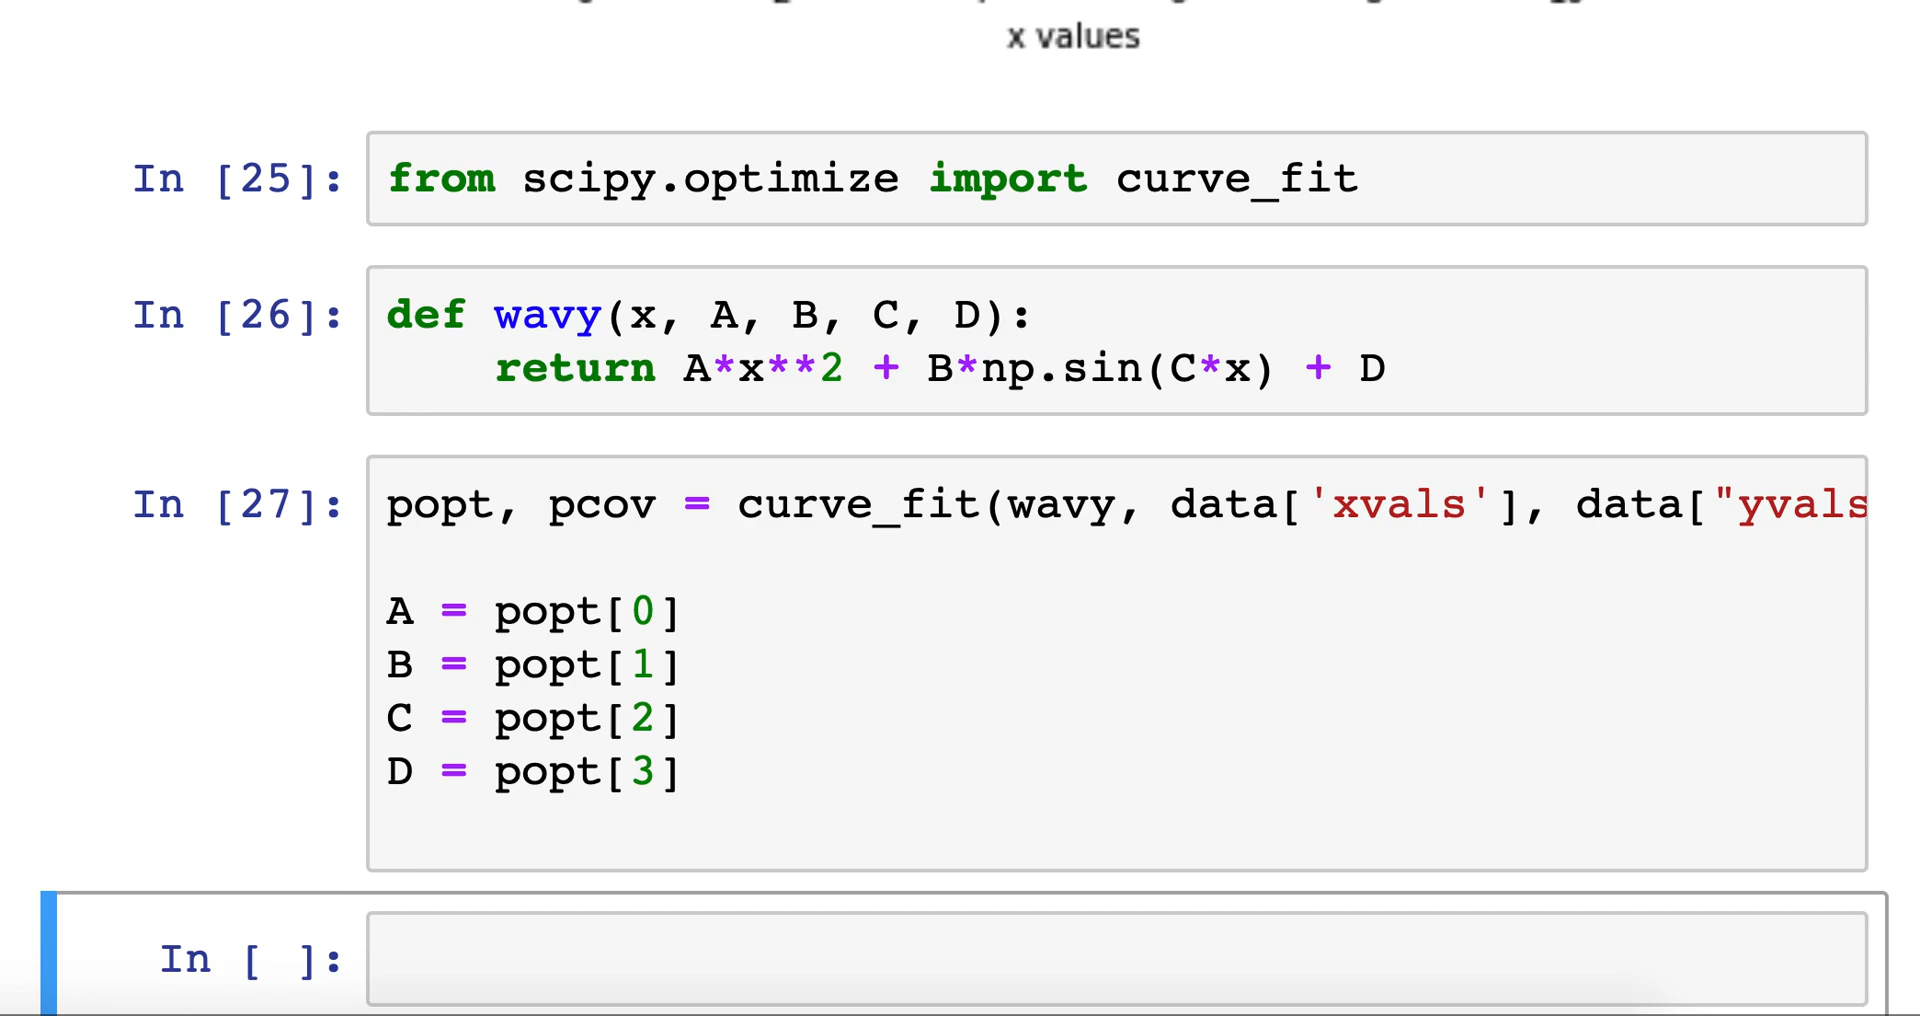 x values
In [25]: from scipy.optimize import curve_fit
In [26]: def wavy(x, A, B, C, D):
    return A*x**2 + B*np.sin(C*x) + D
In [27]: popt, pcov = curve_fit(wavy, data['xvals'], data["yvals
A = popt[0]
B = popt[1]
C = popt[2]
D = popt[3]
In [ ]: